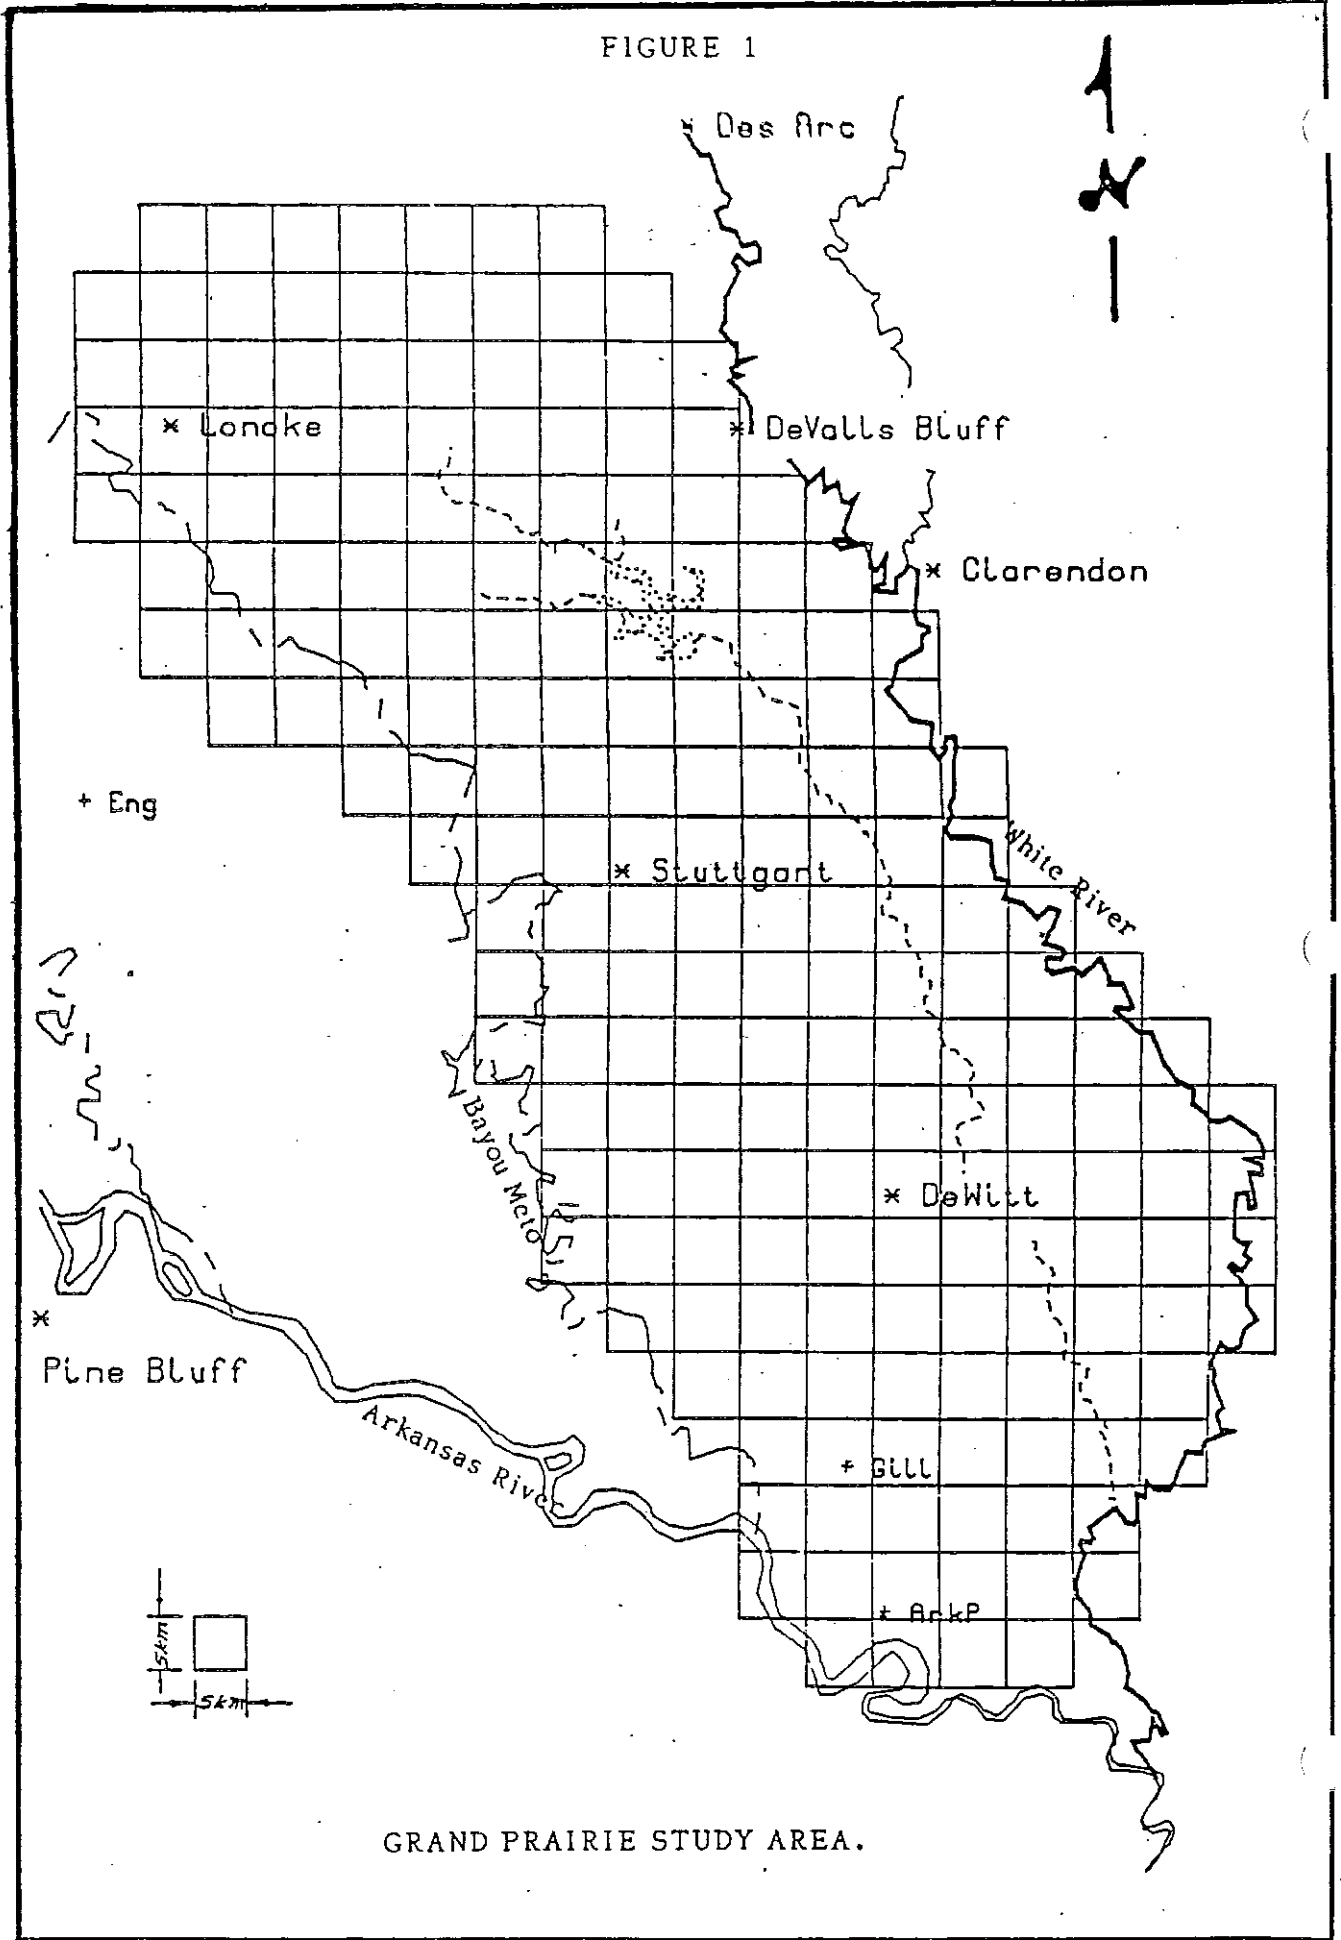 FIGURE 1
N
Des Arc
Lonoke
DeValls Bluff
Clarendon
Eng
White River
Stuttgart
Bayou Meto
DeWitt
Pine Bluff
Arkansas River
Gill
ArkP
5km
5km
GRAND PRAIRIE STUDY AREA.